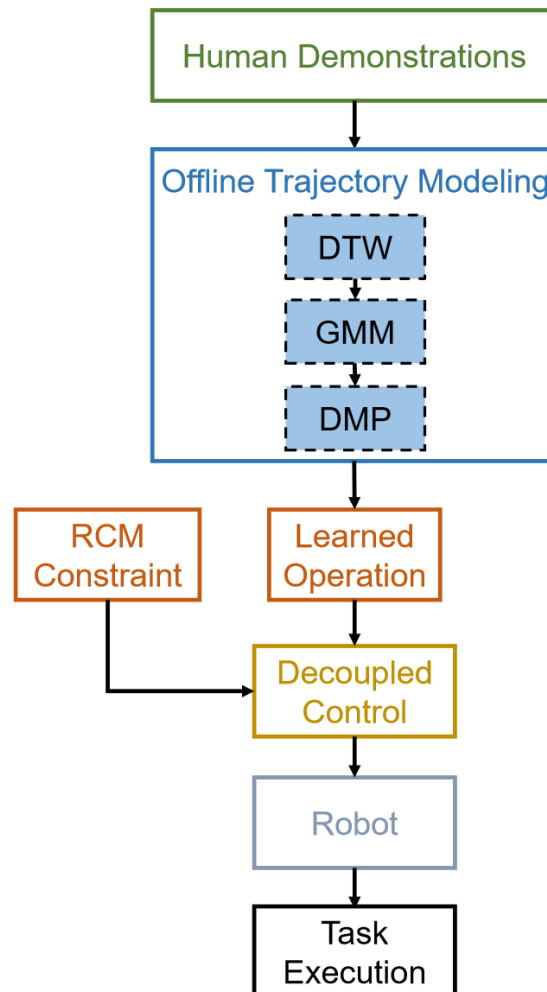 Human Demonstrations
Offline Trajectory Modeling
DTW
GMM
DMP
RCM
Constraint
Learned
Operation
Decoupled
Control
Robot
Task
Execution